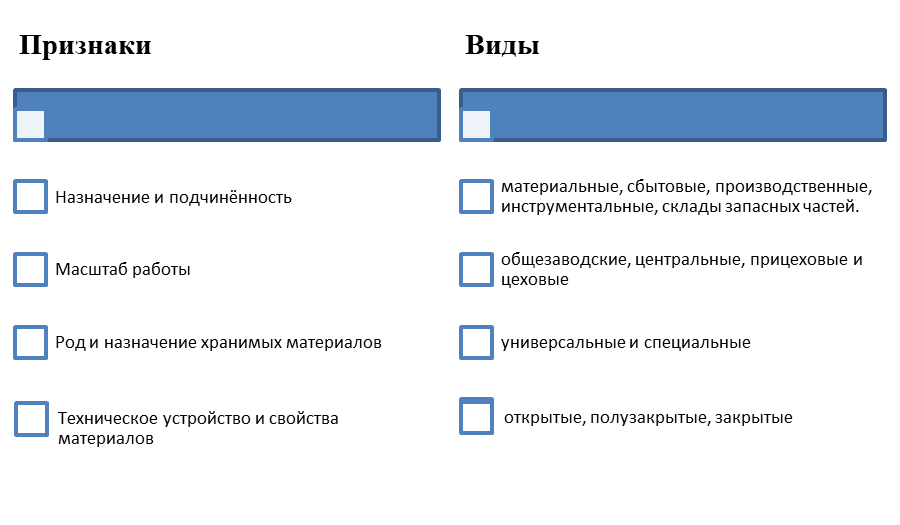 Признаки
Виды
Назначение и подчинённость
материальные, сбытовые, производственные,
инструментальные, склады запасных частей.
Масштаб работы
общезаводские, центральные, прицеховые и
цеховые
Род и назначение хранимых материалов
универсальные и специальные
Техническое устройство и свойства
материалов
открытые, полузакрытые, закрытые